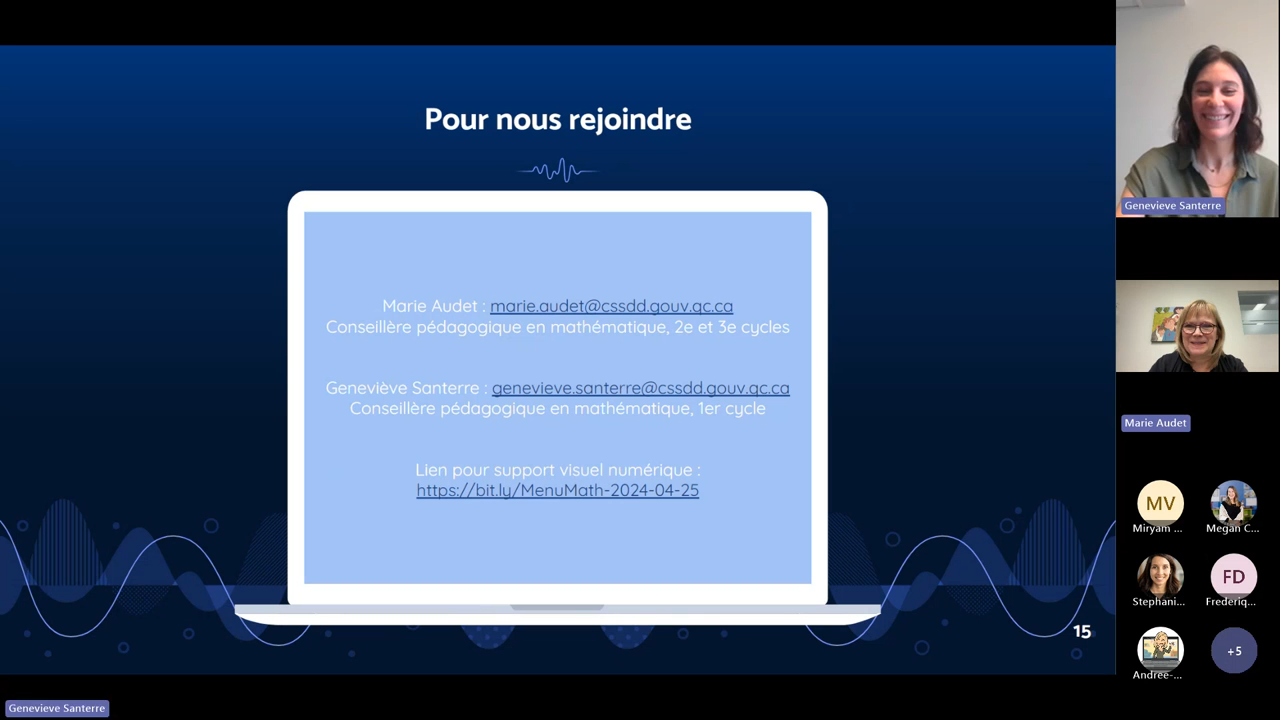 Pour nous rejoindre
Marie Audet : marie.audet@cssdd.gouv.qc.ca
Conseillère pédagogique en mathématique, 2e et 3e cycles
Geneviève Santerre : genevieve.santerre@cssdd.gouv.qc.ca
Conseillère pédagogique en mathématique, 1er cycle
Lien pour support visuel numérique :
https://bit.ly/MenuMath-2024-04-25
15
Genevieve Santerre
Marie Audet
MV
Miryam ...
Megan C...
Stephani...
FD
Frederiq...
Andree-...
+5
Genevieve Santerre